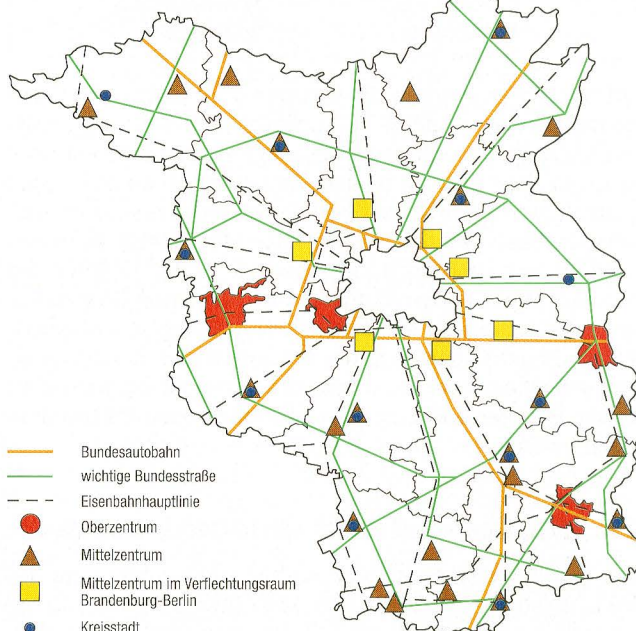 Bundesautobahn
wichtige Bundesstraße
Eisenbahnhauptlinie
Oberzentrum
Mittelzentrum
Mittelzentrum im Verflechtungsraum
Brandenburg-Berlin
Kreisstadt